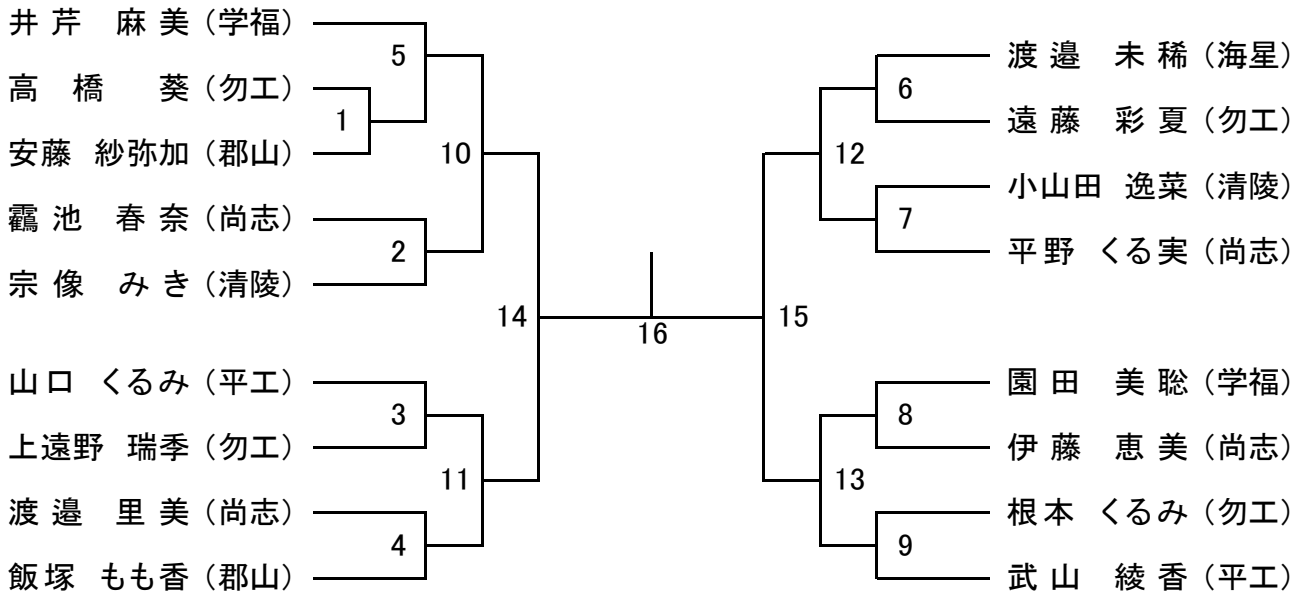 井芹 麻美(学福)
高橋 葵(勿工)
安藤 紗弥加(郡山)
靏池 春奈(尚志)
宗像 みき(清陵)
山口 くるみ(平工)
上遠野 瑞季(勿工)
渡邉 里美(尚志)
飯塚 もも香(郡山)
5
1
10
2
14
3
11
4
16
渡邉 未稀(海星)
遠藤 彩夏(勿工)
小山田 逸菜(清陵)
平野 くる実(尚志)
園田 美聡(学福)
伊藤 恵美(尚志)
根本 くるみ(勿工)
武山 綾香(平工)
6
12
7
15
8
13
9